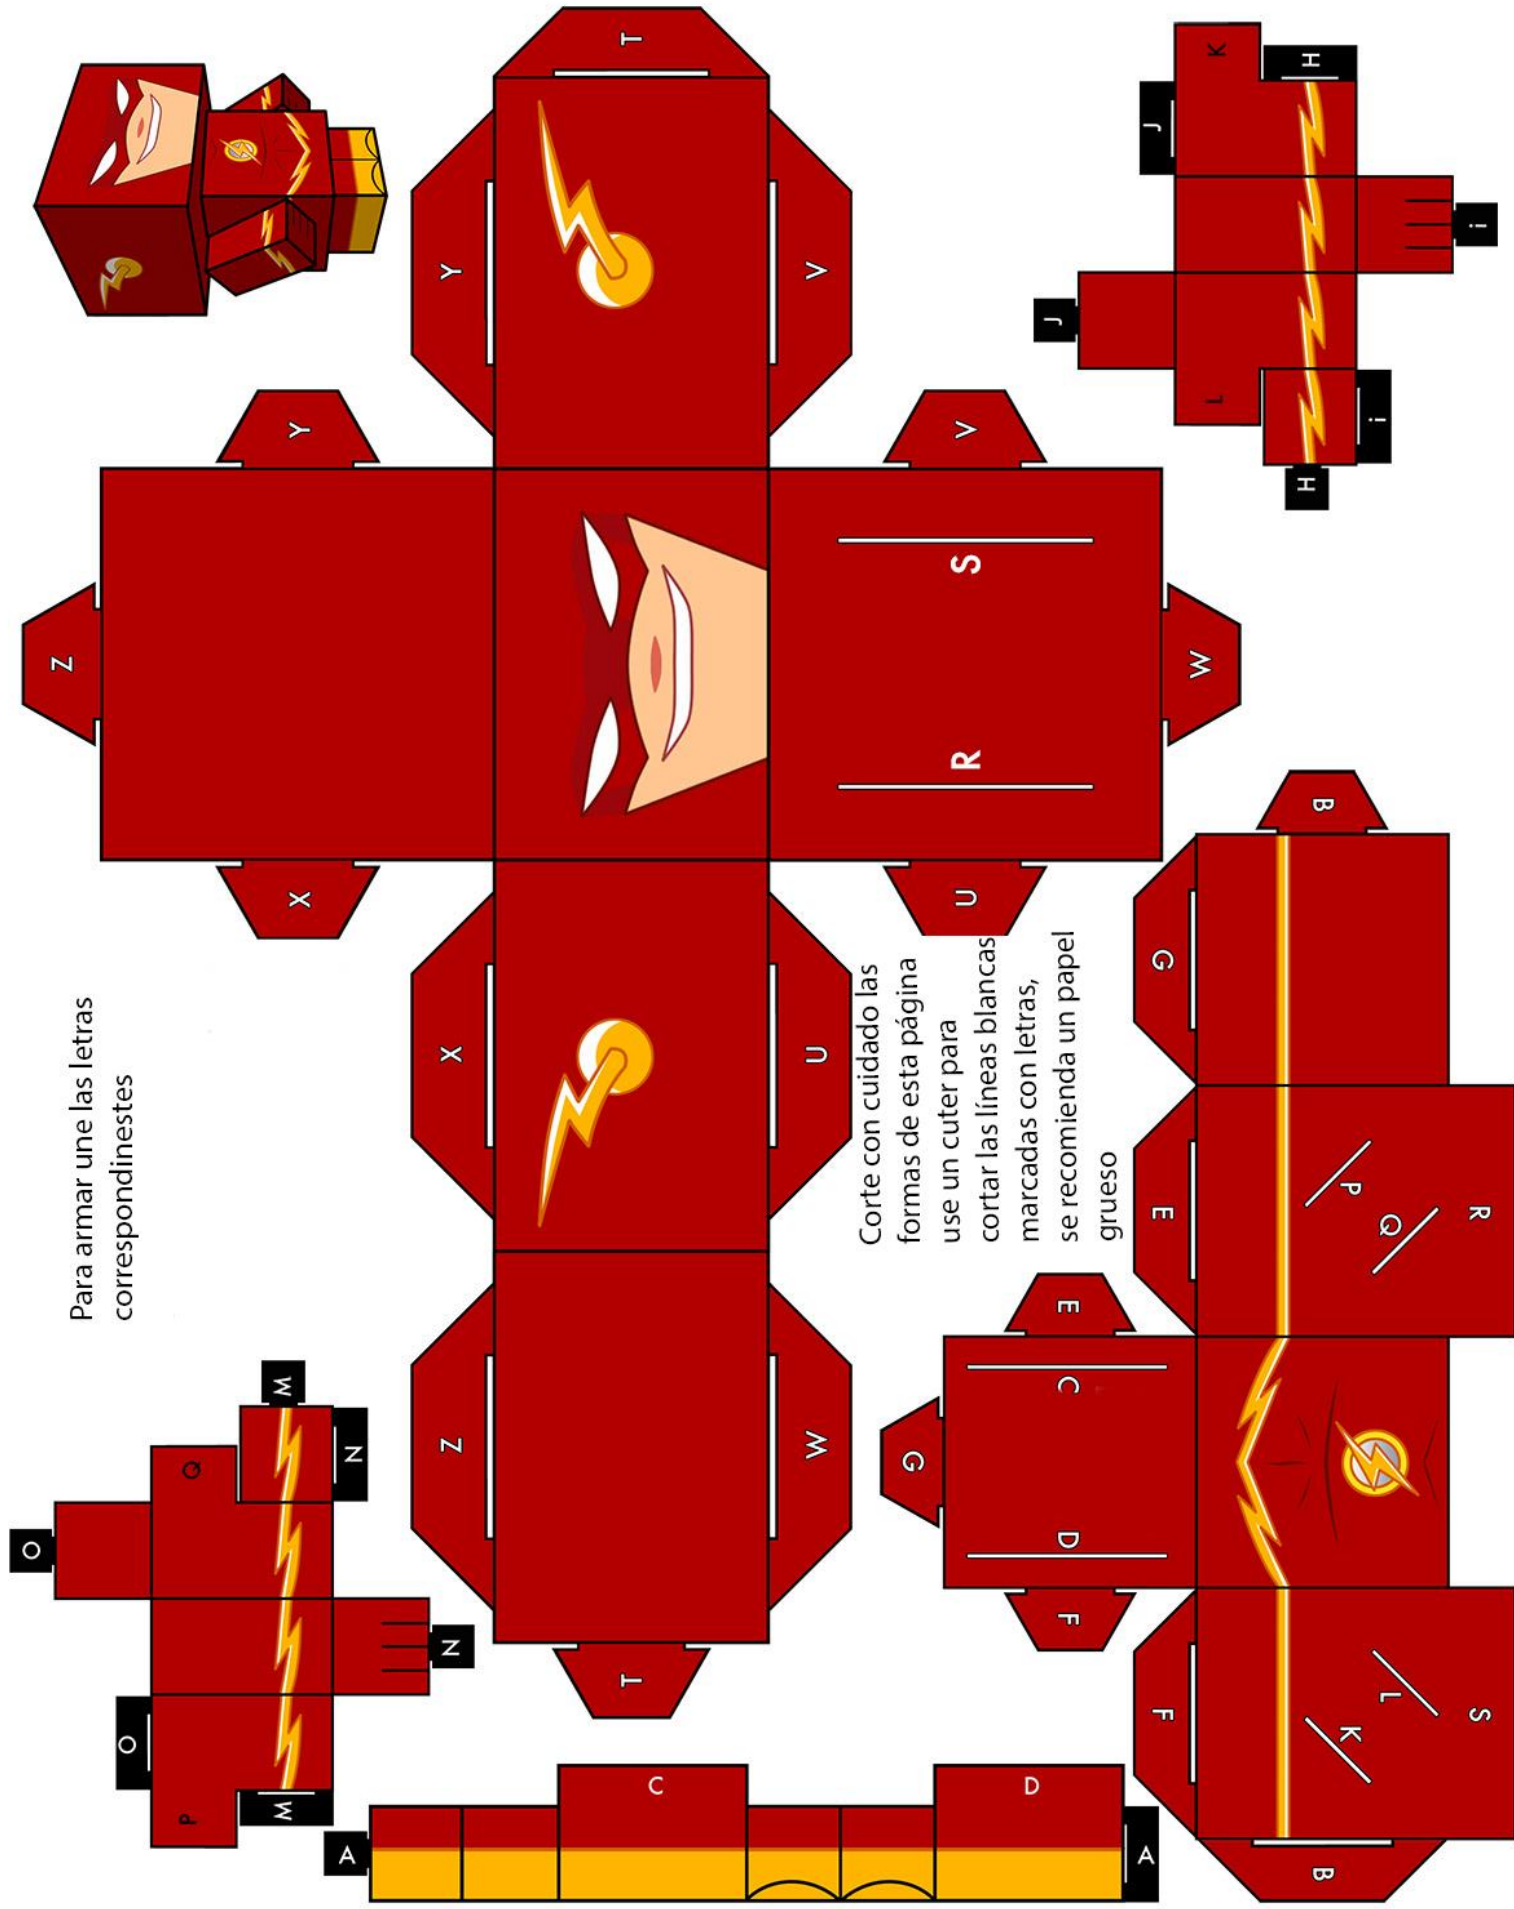 T
Y
V
Y
V
Z
S
R
W
X
U
X
U
Z
W
T
K
H
J
i
J
L
i
H
Para armar une las letras
correspondinestes
Corte con cuidado las
formas de esta página
use un cuter para
cortar las líneas blancas
marcadas con letras,
se recomienda un papel
grueso
B
G
E
P
Q
R
E
C
G
D
F
F
L
K
S
B
W
N
Q
O
N
O
P
W
A
C
D
A